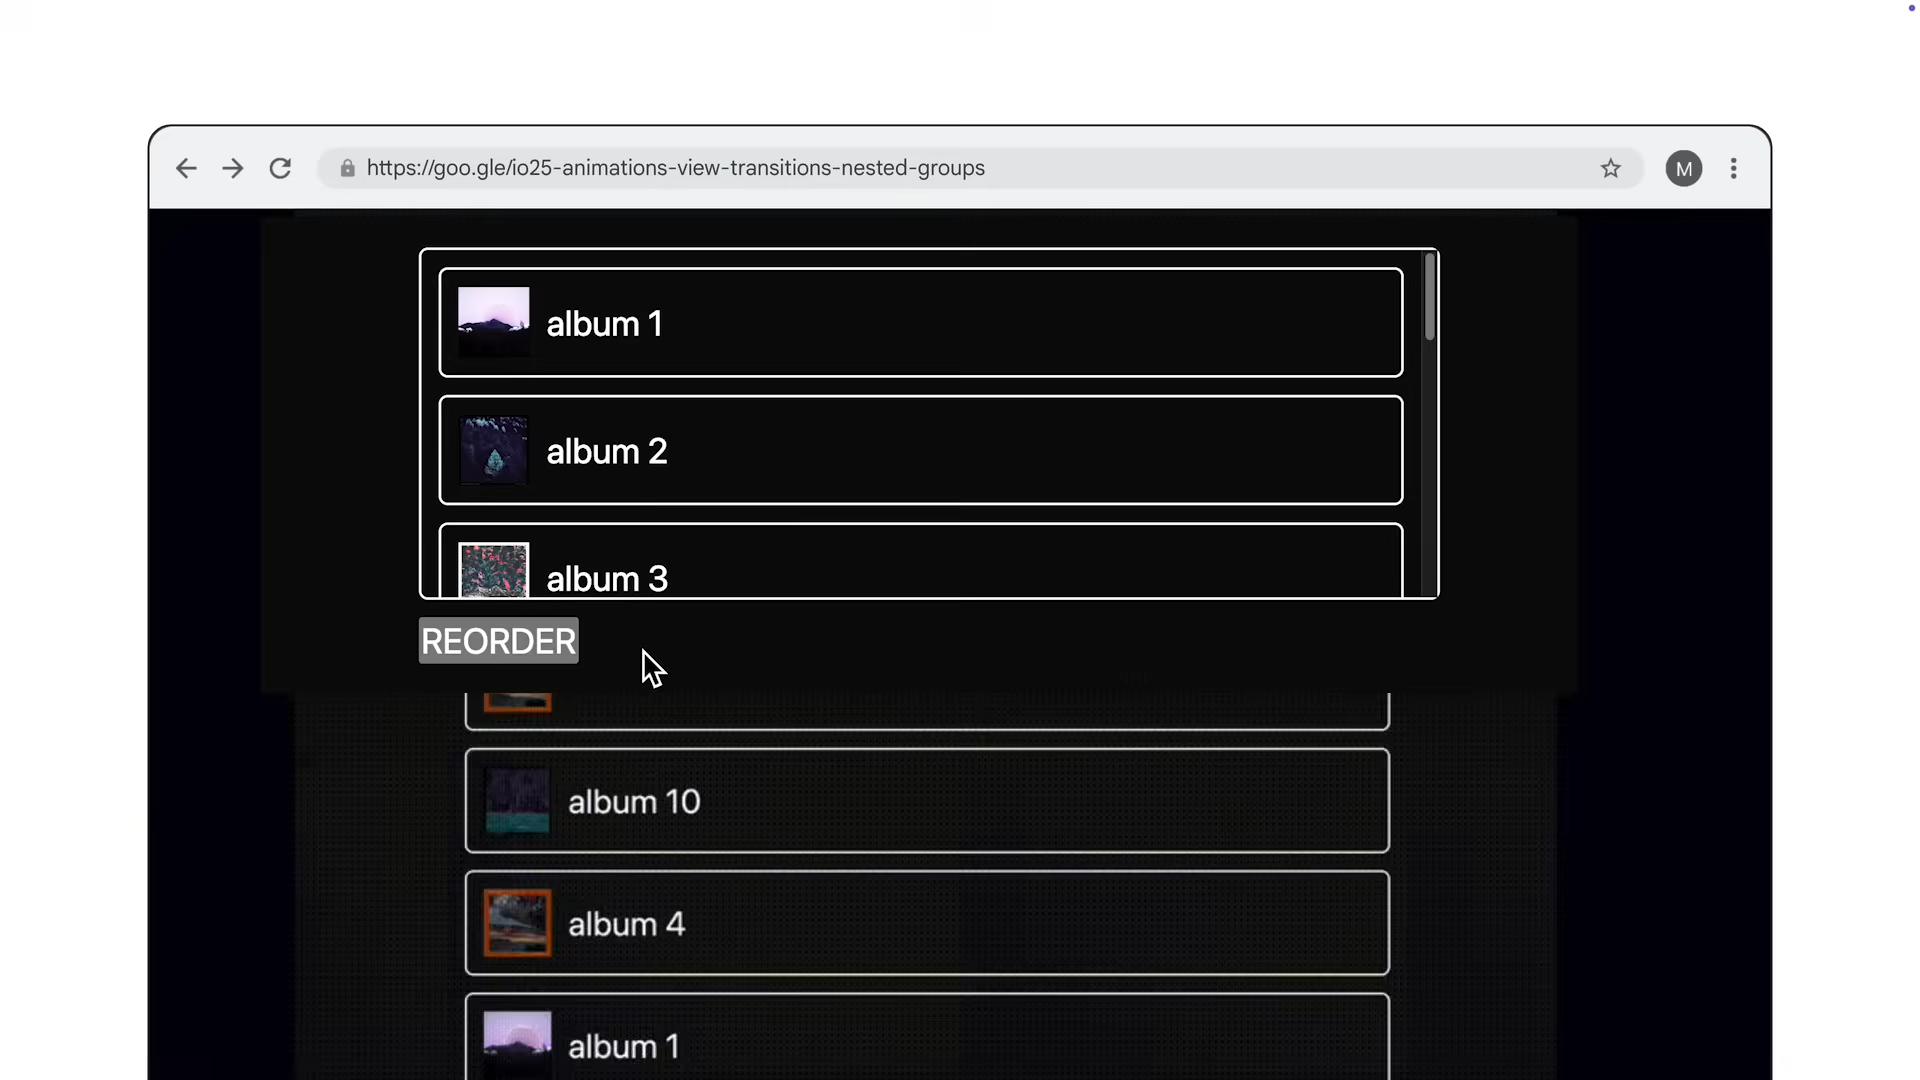 https://goo.gle/io25-animations-view-transitions-nested-groups
M
album 1
album 2
album 3
REORDER
album 10
album 4
album 1